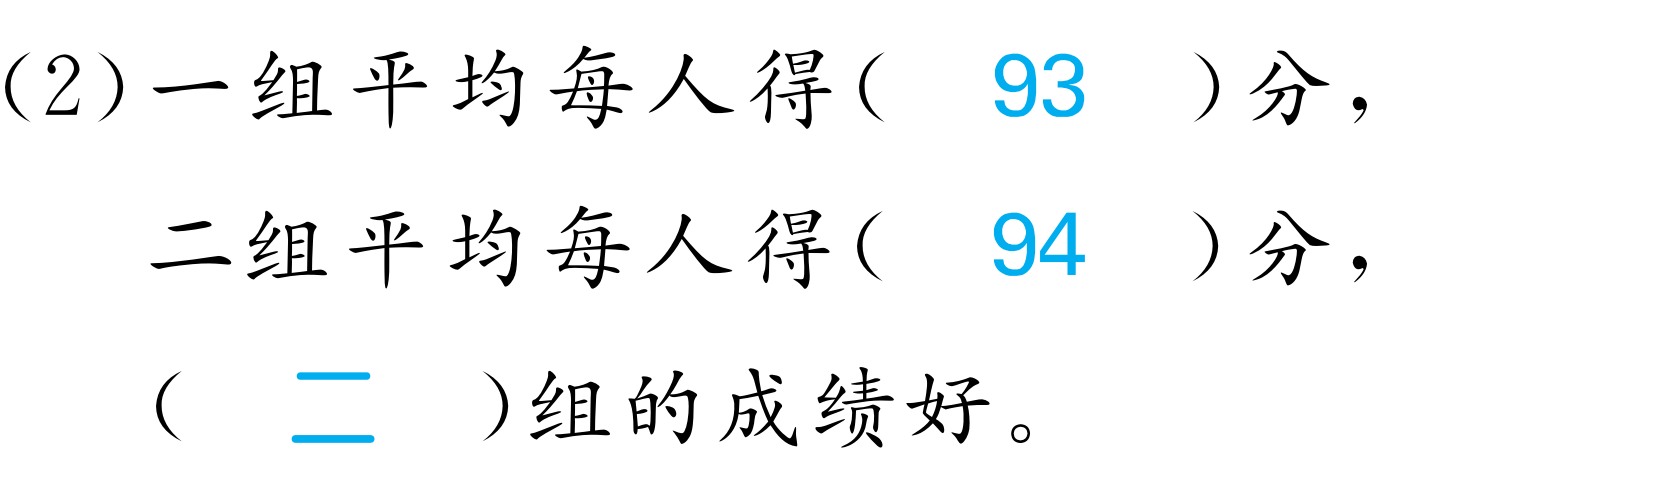 (2)一组平均每人得( 93 )分，
二组平均每人得( 94 )分，
( 二 )组的成绩好。